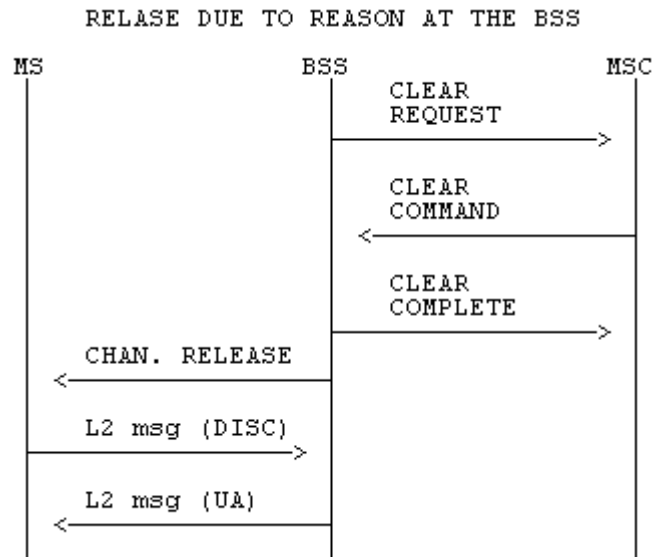 RELASE DUE TO REASON AT THE BSS
MS BSS MSC
CLEAR
REQUEST
CLEAR
COMMAND
CLEAR
COMPLETE
CHAN. RELEASE
L2 msg (DISC)
L2 msg (UA)